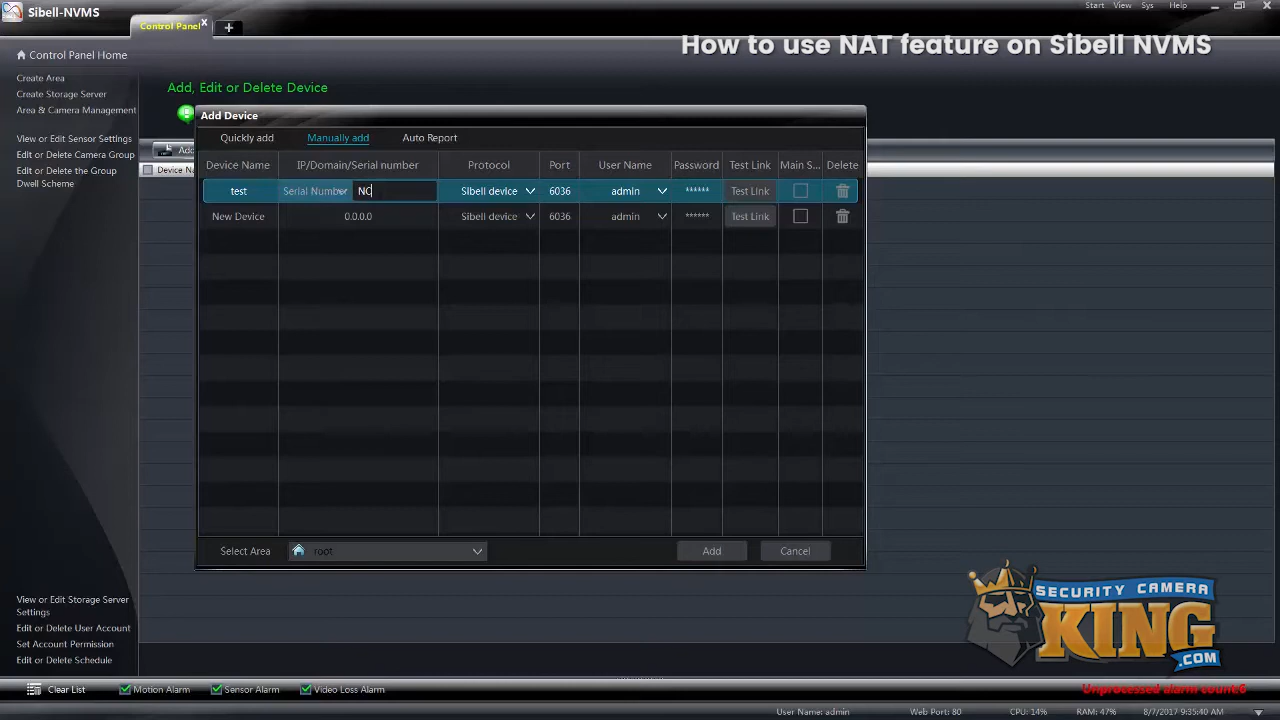 Sibell-NVMS
Start View Sys Help
Control Panel x +
How to use NAT feature on Sibell NVMS
Control Panel Home
Create Area
Create Storage Server
Area & Camera Management
View or Edit Sensor Settings
Edit or Delete Camera Group
Edit or Delete the Group
Dwell Scheme
Add, Edit or Delete Device
Add
Device Na
Add Device
Quickly add Manually add Auto Report
Device Name IP/Domain/Serial number Protocol Port User Name Password Test Link Main S... Delete
test Serial Number NC Sibell device 6036 admin ****** Test Link
New Device 0.0.0.0 Sibell device 6036 admin ****** Test Link
Select Area root Add Cancel
SECURITY CAMERA
KING
.COM
View or Edit Storage Server
Settings
Edit or Delete User Account
Set Account Permission
Edit or Delete Schedule
Clear List Motion Alarm Sensor Alarm Video Loss Alarm Unprocessed alarm count:0
User Name: admin Web Port: 80 CPU: 14% RAM: 47% 8/7/2017 9:35:40 AM